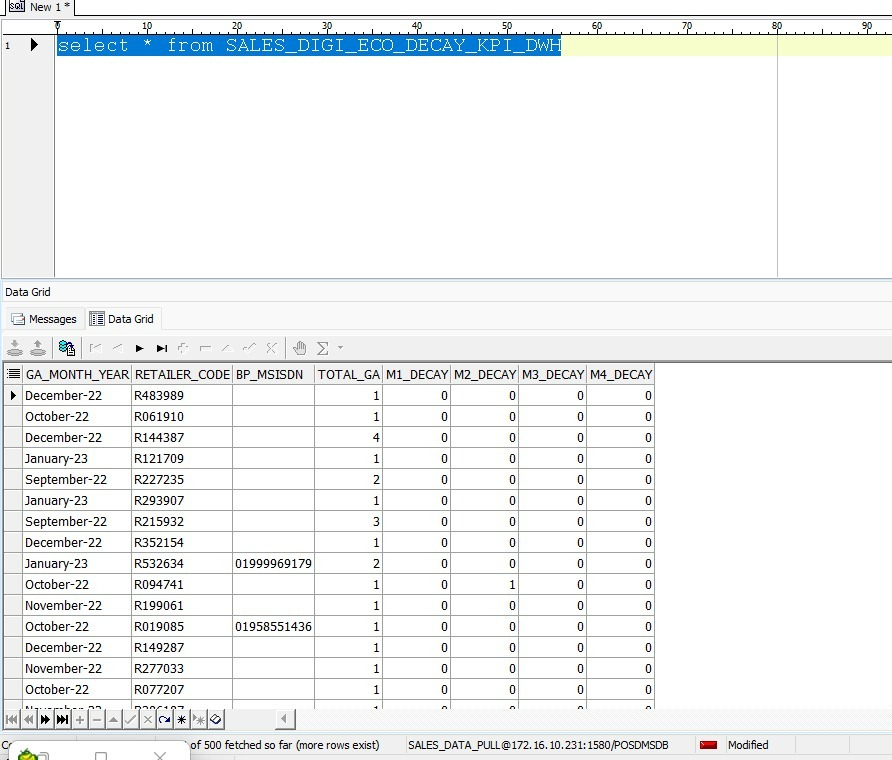 SQL New 1 *
0 10 20 30 40 50 60 70 80 90
1 select * from SALES_DIGI_ECO_DECAY_KPI_DWH
Data Grid
Messages Data Grid
GA_MONTH_YEAR RETAILER_CODE BP_MSISDN TOTAL_GA M1_DECAY M2_DECAY M3_DECAY M4_DECAY
December-22 R483989 1 0 0 0 0
October-22 R061910 1 0 0 0 0
December-22 R144387 4 0 0 0 0
January-23 R121709 1 0 0 0 0
September-22 R227235 2 0 0 0 0
January-23 R293907 1 0 0 0 0
September-22 R215932 3 0 0 0 0
December-22 R352154 1 0 0 0 0
January-23 R532634 01999969179 2 0 0 0 0
October-22 R094741 1 0 1 0 0
November-22 R199061 1 0 0 0 0
October-22 R019085 01958551436 1 0 0 0 0
December-22 R149287 1 0 0 0 0
November-22 R277033 1 0 0 0 0
October-22 R077207 1 0 0 0 0
of 500 fetched so far (more rows exist) SALES_DATA_PULL@172.16.10.231:1580/POSDMSDB Modified